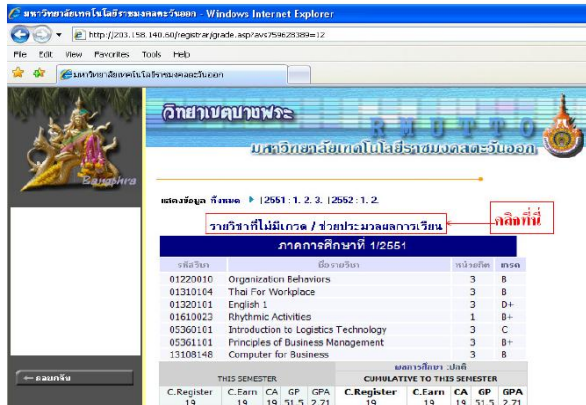 มหาวิทยาลัยเทคโนโลยีราชมงคลตะวันออก - Windows Internet Explorer
http://203.158.140.60/registrar/grade.asp?avs759628389=12
File Edit View Favorites Tools Help
มหาวิทยาลัยเทคโนโลยีราชมงคลตะวันออก
วิทยาเขตบางพระ
RMUTTO
มหาวิทยาลัยเทคโนโลยีราชมงคลตะวันออก
Bangphra
แสดงข้อมูล ทั้งหมด |2551 : 1. 2. 3. |2552 : 1. 2.
รายวิชาที่ไม่มีเกรด / ช่วยประมวลผลการเรียน
คลิกที่นี่
ภาคการศึกษาที่ 1/2551
รหัสวิชา ชื่อรายวิชา หน่วยกิต เกรด
01220010 Organization Behaviors 3 B
01310104 Thai For Workplace 3 B
01320101 English 1 3 D+
01610023 Rhythmic Activities 1 B+
05360101 Introduction to Logistics Technology 3 C
05361101 Principles of Business Management 3 B+
13108148 Computer for Business 3 B
ผลการศึกษา :ปกติ
THIS SEMESTER CUMULATIVE TO THIS SEMESTER
C.Register C.Earn CA GP GPA C.Register C.Earn CA GP GPA
19 19 19 51.5 2.71 19 19 19 51.5 2.71
← ถอยกลับ